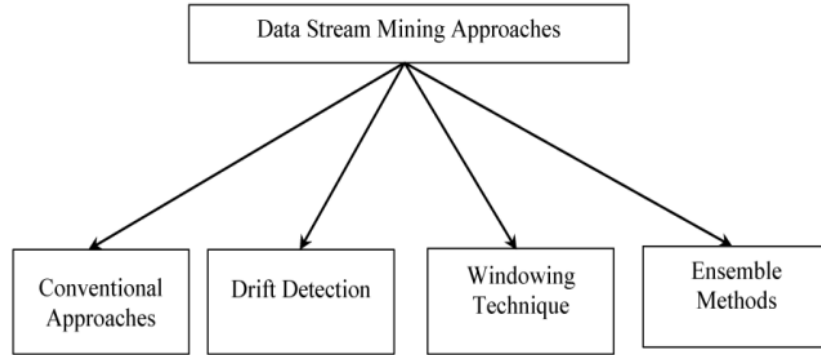 Data Stream Mining Approaches
Conventional
Approaches
Drift Detection
Windowing
Technique
Ensemble
Methods